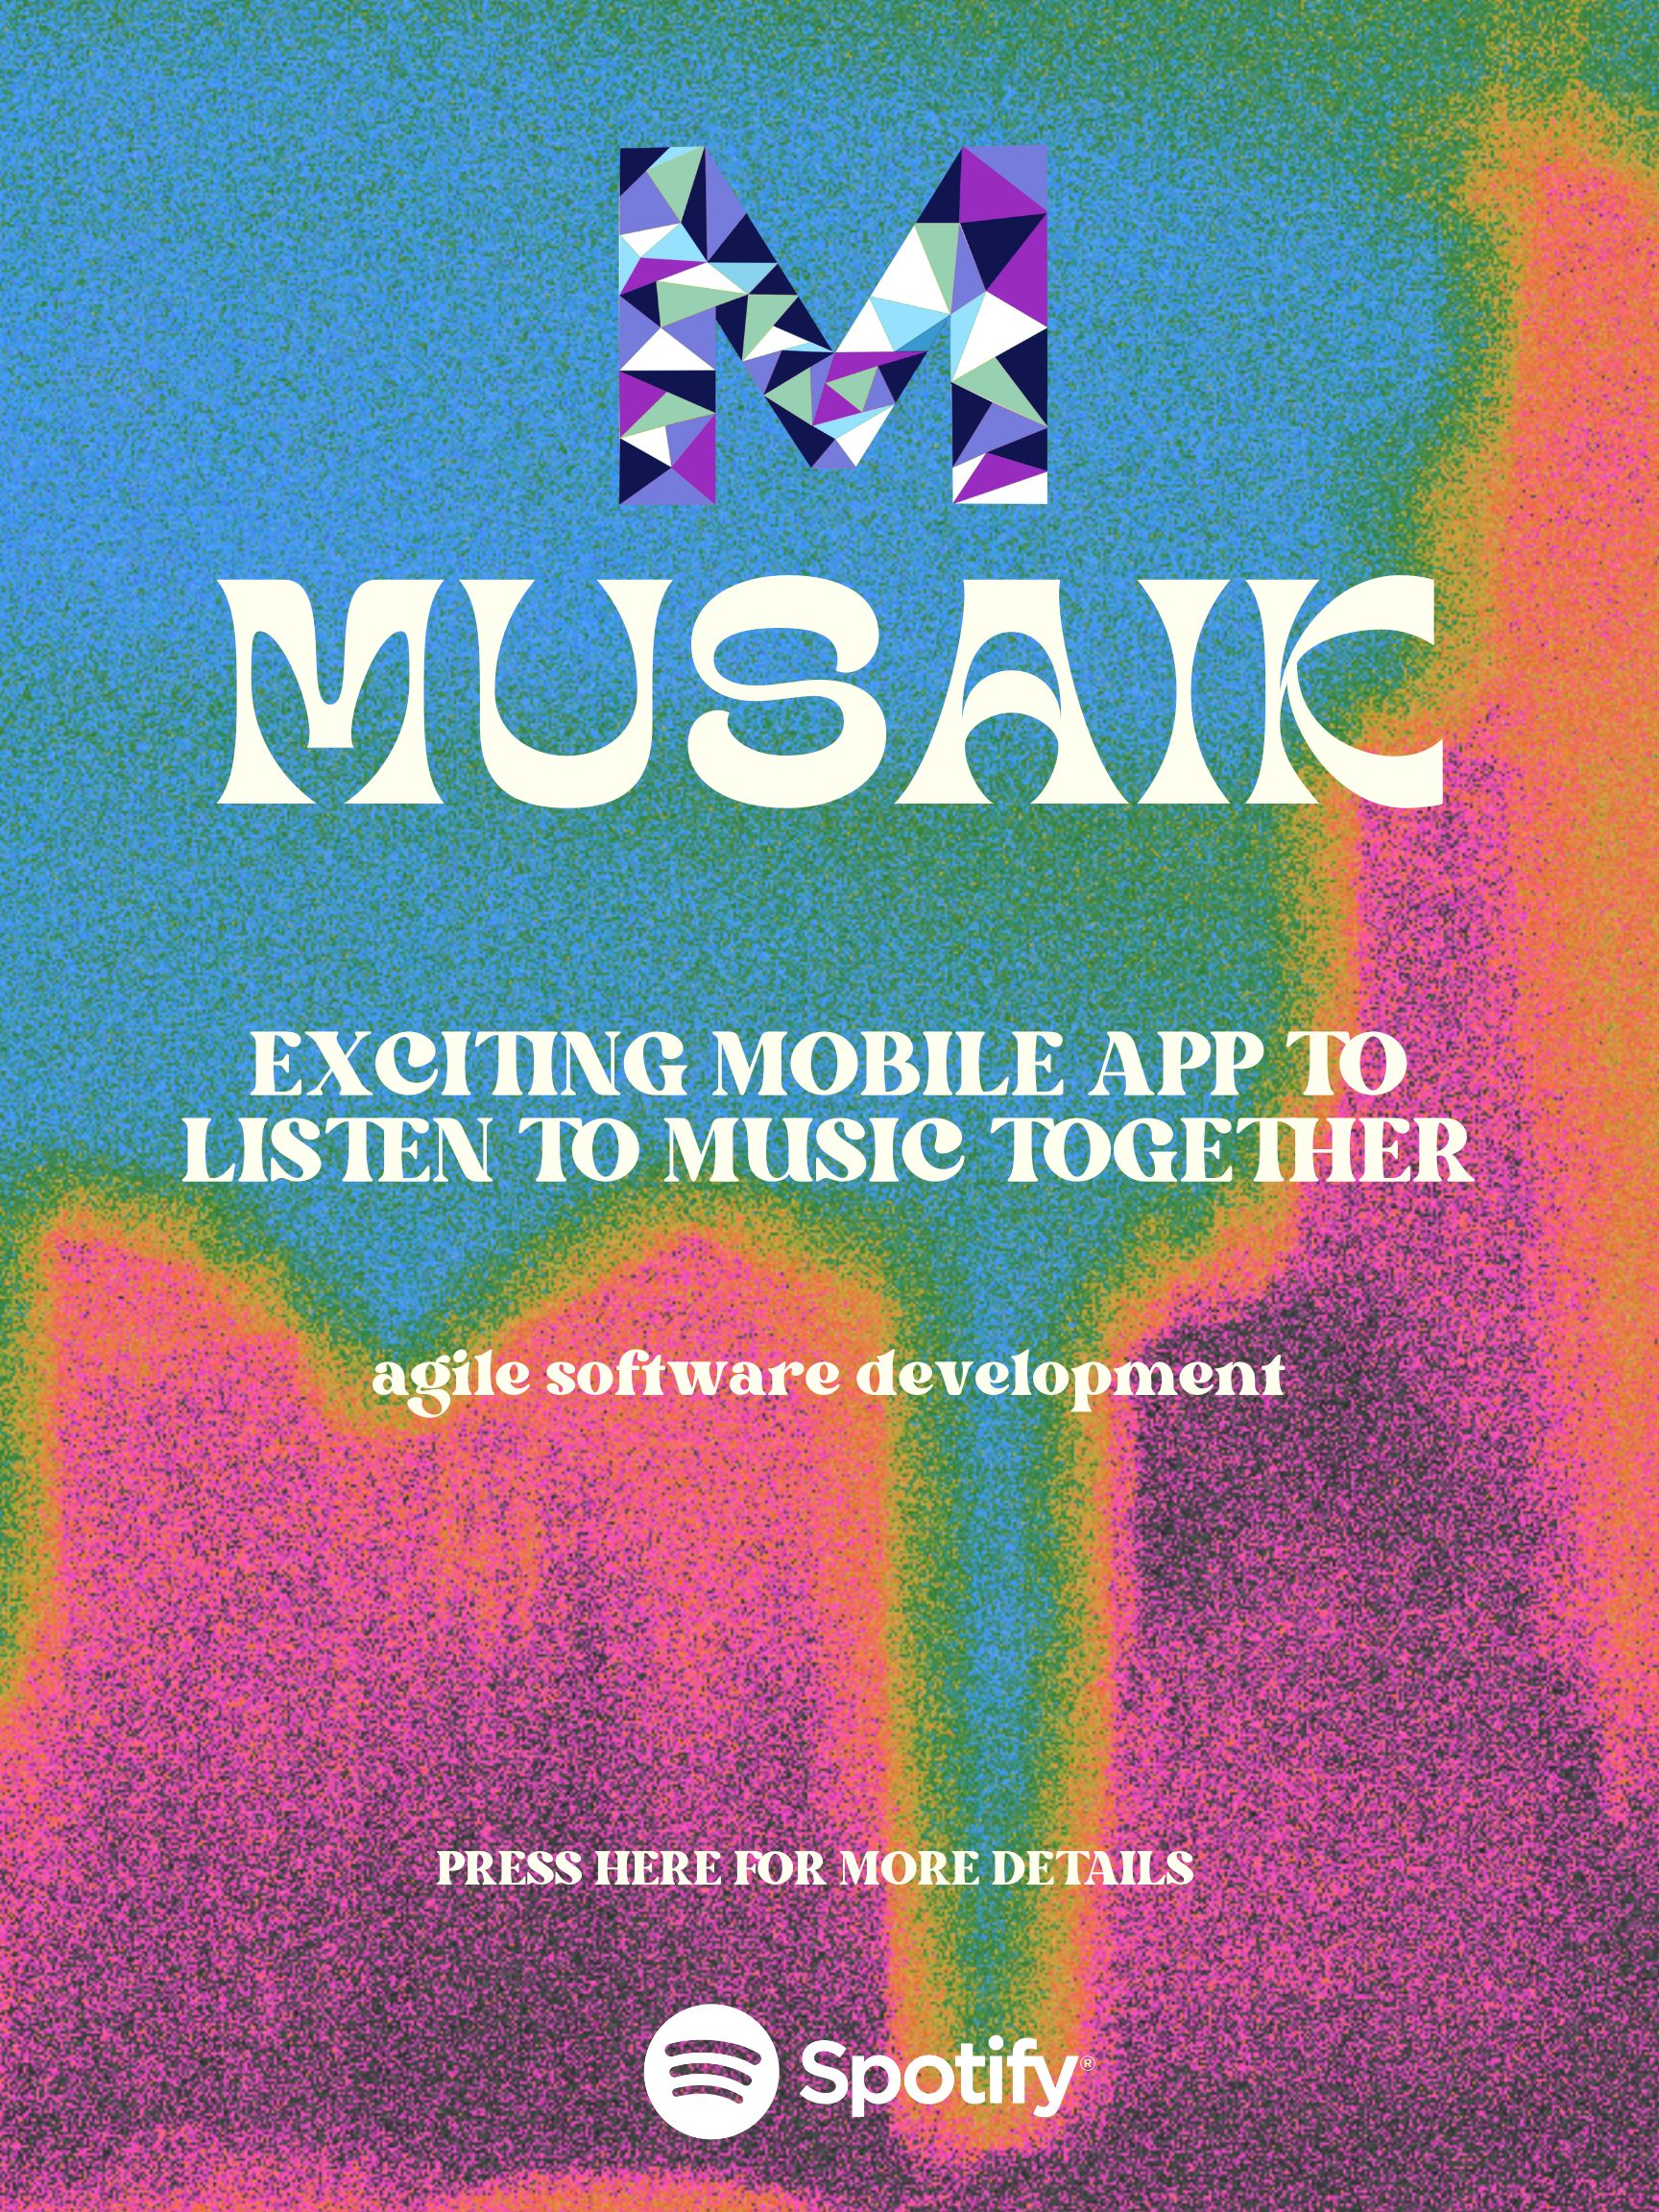 M
MUSAIK
EXCITING MOBILE APP TO
LISTEN TO MUSIC TOGETHER
agile software development
PRESS HERE FOR MORE DETAILS
Spotify®